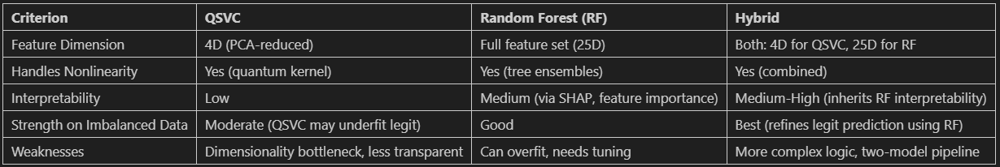 Criterion QSVC Random Forest (RF) Hybrid
Feature Dimension 4D (PCA-reduced) Full feature set (25D) Both: 4D for QSVC, 25D for RF
Handles Nonlinearity Yes (quantum kernel) Yes (tree ensembles) Yes (combined)
Interpretability Low Medium (via SHAP, feature importance) Medium-High (inherits RF interpretability)
Strength on Imbalanced Data Moderate (QSVC may underfit legit) Good Best (refines legit prediction using RF)
Weaknesses Dimensionality bottleneck, less transparent Can overfit, needs tuning More complex logic, two-model pipeline